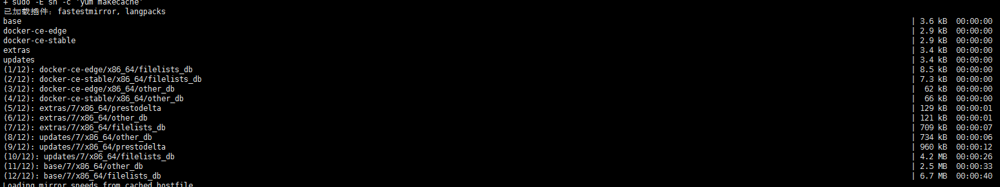 + sudo -E sh -c 'yum makecache'
已加载插件：fastestmirror, langpacks
base | 3.6 kB 00:00:00
docker-ce-edge | 2.9 kB 00:00:00
docker-ce-stable | 2.9 kB 00:00:00
extras | 3.4 kB 00:00:00
updates | 3.4 kB 00:00:00
(1/12): docker-ce-edge/x86_64/filelists_db | 8.5 kB 00:00:00
(2/12): docker-ce-stable/x86_64/filelists_db | 7.3 kB 00:00:00
(3/12): docker-ce-edge/x86_64/other_db | 62 kB 00:00:00
(4/12): docker-ce-stable/x86_64/other_db | 66 kB 00:00:00
(5/12): extras/7/x86_64/prestodelta | 129 kB 00:00:01
(6/12): extras/7/x86_64/other_db | 121 kB 00:00:01
(7/12): extras/7/x86_64/filelists_db | 709 kB 00:00:07
(8/12): updates/7/x86_64/other_db | 734 kB 00:00:06
(9/12): updates/7/x86_64/prestodelta | 960 kB 00:00:12
(10/12): updates/7/x86_64/filelists_db | 4.2 MB 00:00:26
(11/12): base/7/x86_64/other_db | 2.5 MB 00:00:33
(12/12): base/7/x86_64/filelists_db | 6.7 MB 00:00:40
Loading mirror speeds from cached hostfile